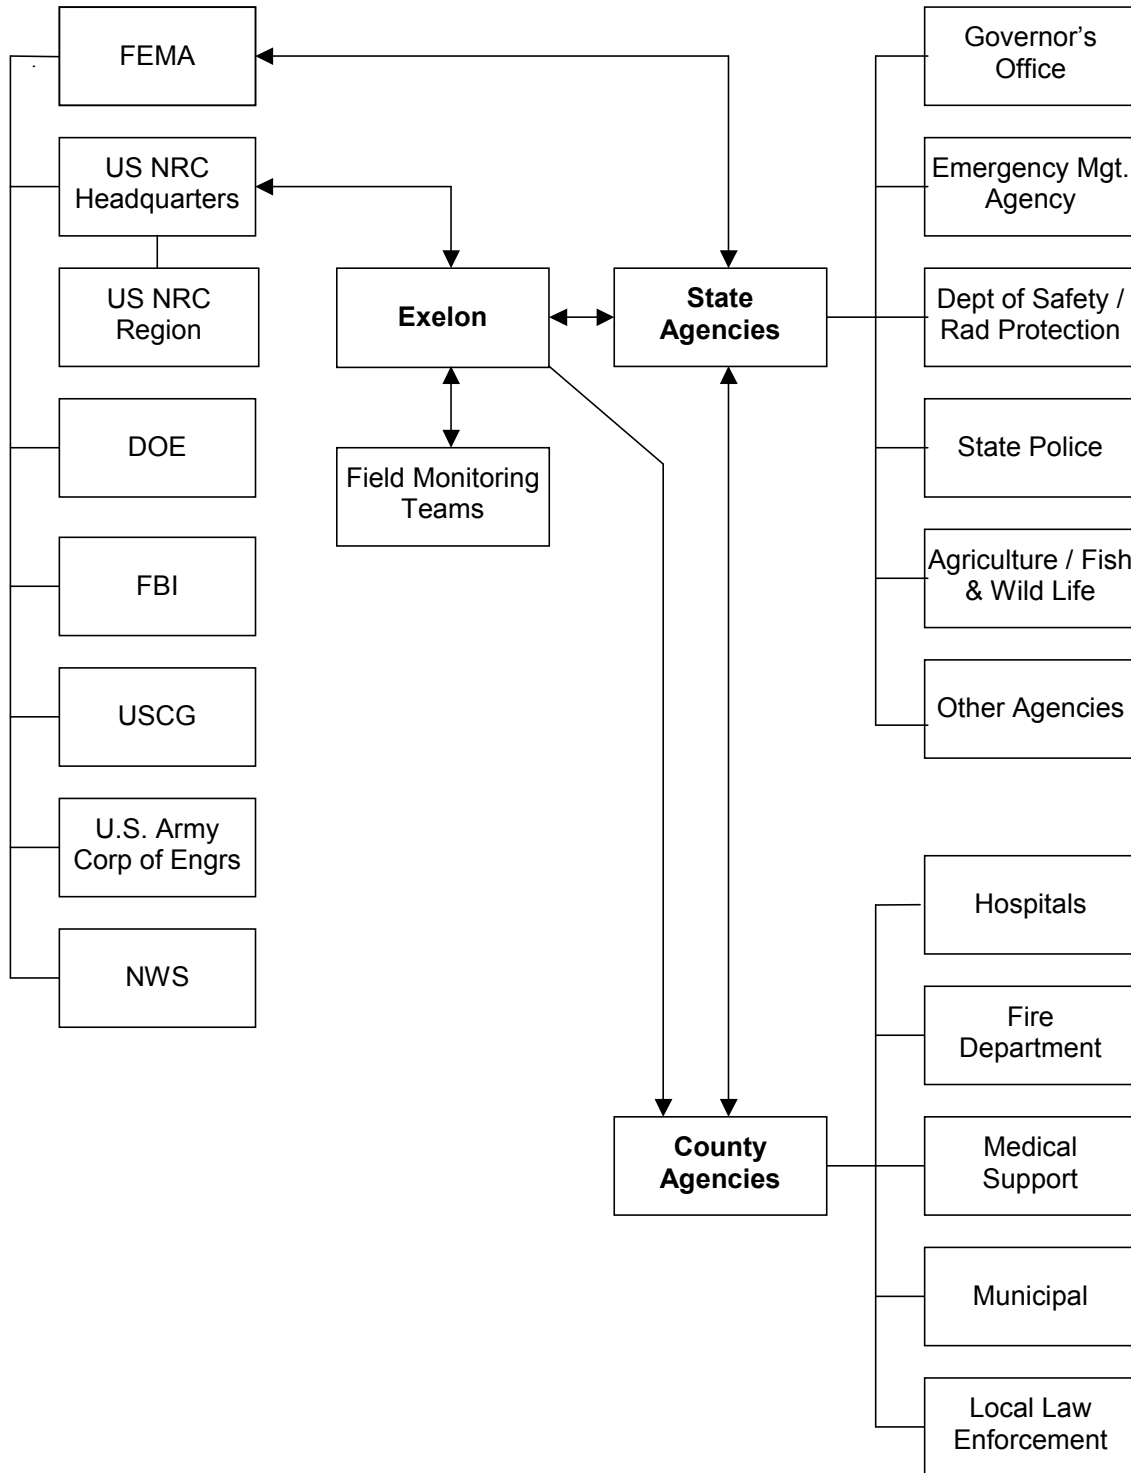 FEMA
US NRC
Headquarters
US NRC
Region
DOE
FBI
USCG
U.S. Army
Corp of Engrs
NWS
Exelon
Field Monitoring
Teams
State
Agencies
County
Agencies
Governor’s
Office
Emergency Mgt.
Agency
Dept of Safety /
Rad Protection
State Police
Agriculture / Fish
& Wild Life
Other Agencies
Hospitals
Fire
Department
Medical
Support
Municipal
Local Law
Enforcement